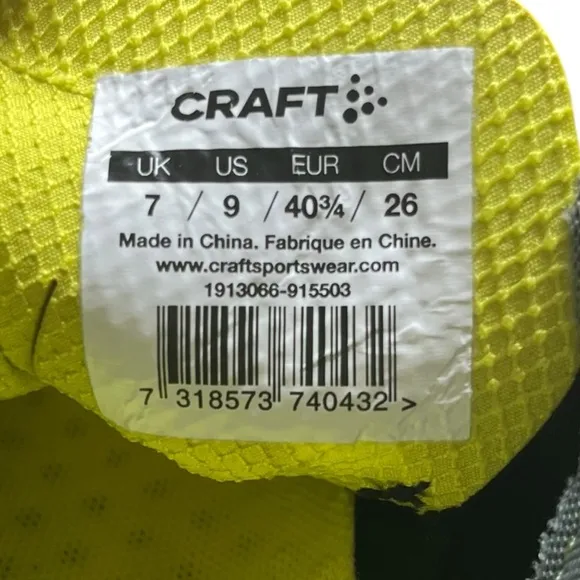 CRAFT
UK US EUR CM
7 / 9 / 40¾ / 26
Made in China. Fabrique en Chine.
www.craftsportswear.com
1913066-915503
7 318573 740432 >